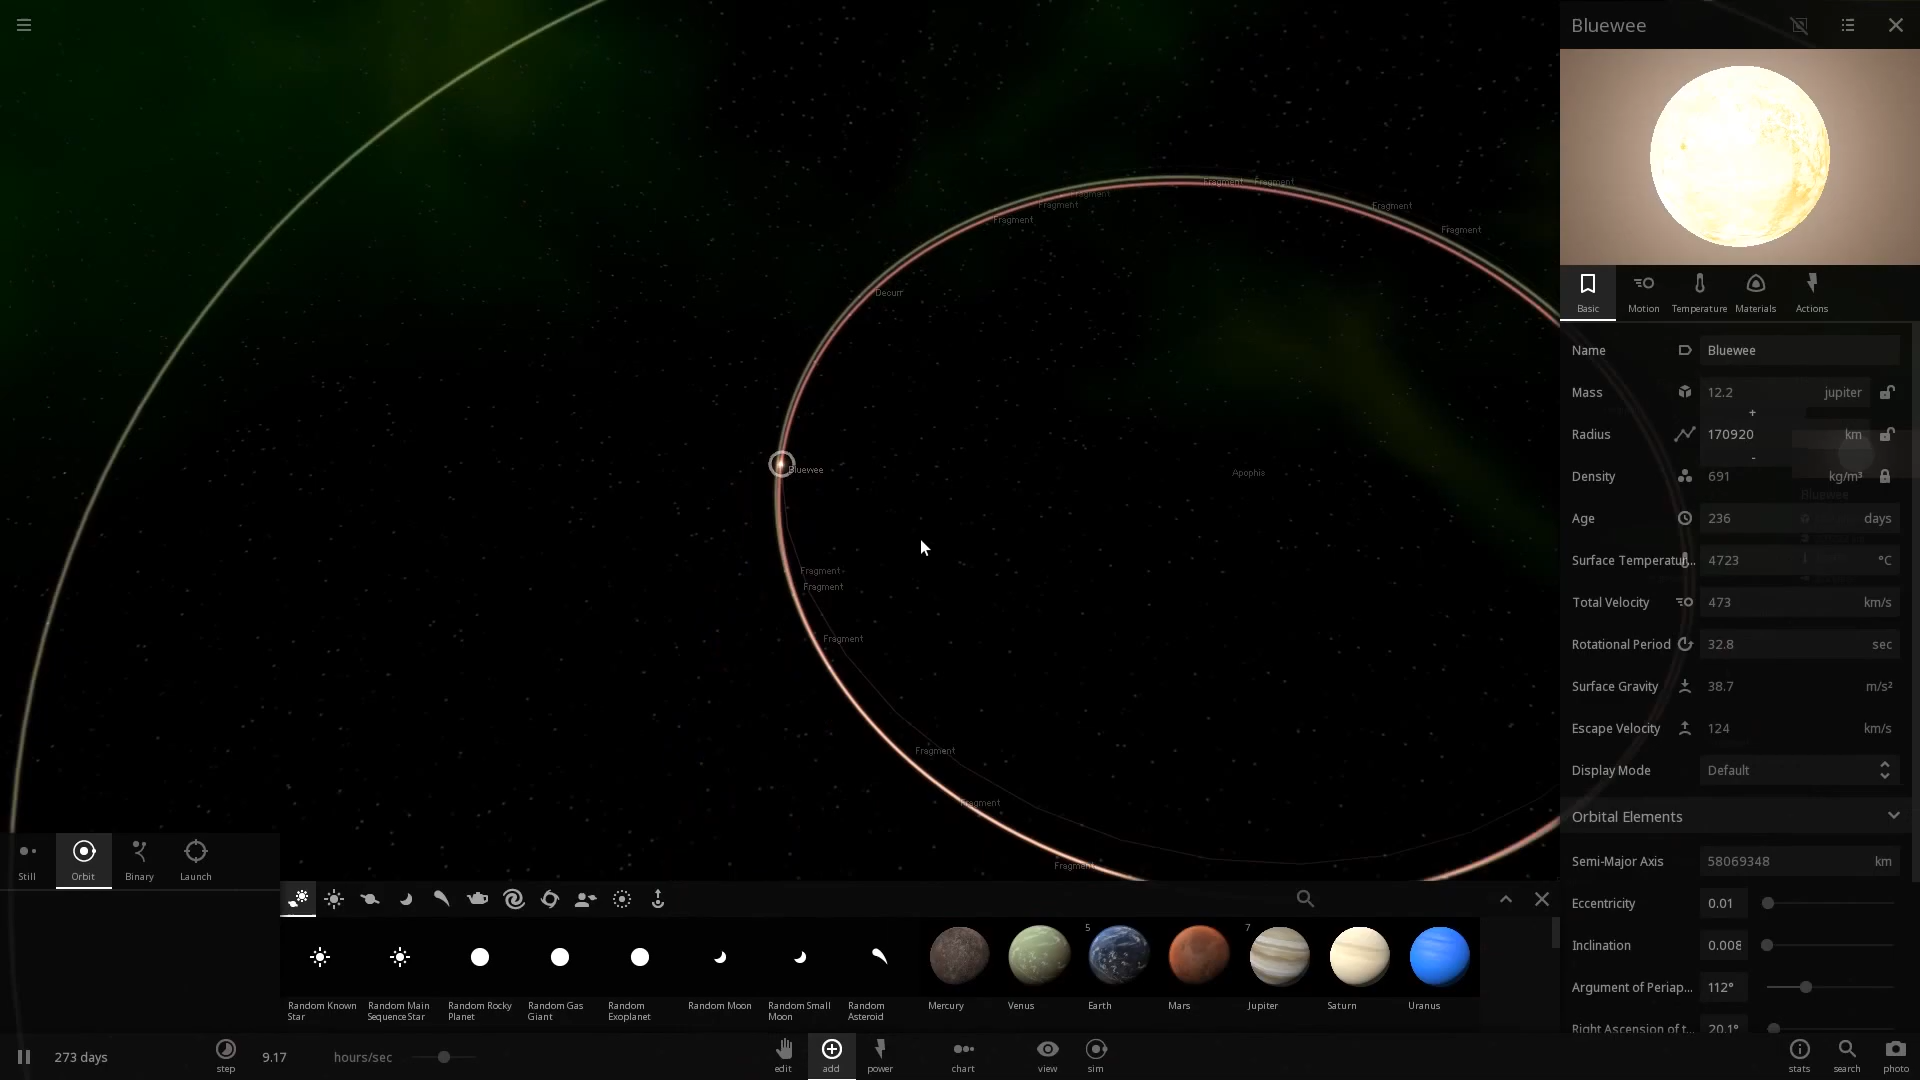 Bluewee
Basic
Motion
Temperature
Materials
Actions
Name
Bluewee
Mass
12.2
jupiter
+
Radius
170920
km
-
Density
691
kg/m³
Age
236
days
Surface Temperatur...
4723
°C
Total Velocity
473
km/s
Rotational Period
32.8
sec
Surface Gravity
38.7
m/s²
Escape Velocity
124
km/s
Display Mode
Default
Orbital Elements
Semi-Major Axis
58069348
km
Eccentricity
0.01
Inclination
0.008
Argument of Periap...
112°
Right Ascension of t...
20.1°
Fragment
Fragment
Fragment
Fragment
Fragment
Fragment
Fragment
Decurr
Bluewee
Apophis
Bluewee
Fragment
Fragment
Fragment
Fragment
Fragment
Fragment
Still
Orbit
Binary
Launch
Random Known
Star
Random Main
Sequence Star
Random Rocky
Planet
Random Gas
Giant
Random
Exoplanet
Random Moon
Random Small
Moon
Random
Asteroid
Mercury
Venus
5
Earth
Mars
7
Jupiter
Saturn
Uranus
273 days
step
9.17
hours/sec
edit
add
power
chart
view
sim
stats
search
photo